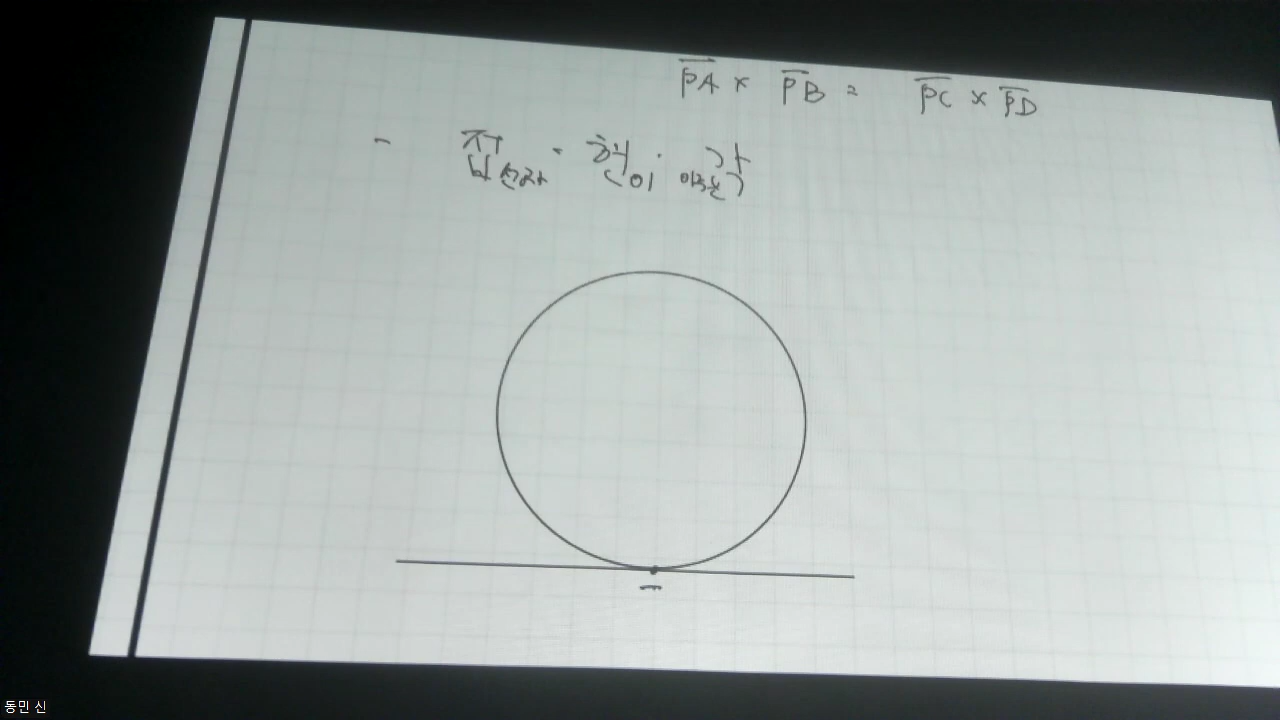 PA × PB = PC × PD
- 접선과 · 현이 · 이루는 각
동민 신